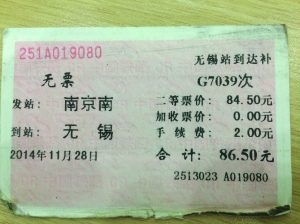 251A019080
无锡站到达补
无票
G7039次
发站：南京南
二等票价：84.50元
到站：无锡
加收票价：0.00元
手续费：2.00元
2014年11月28日
合计：86.50元
2513023 A019080